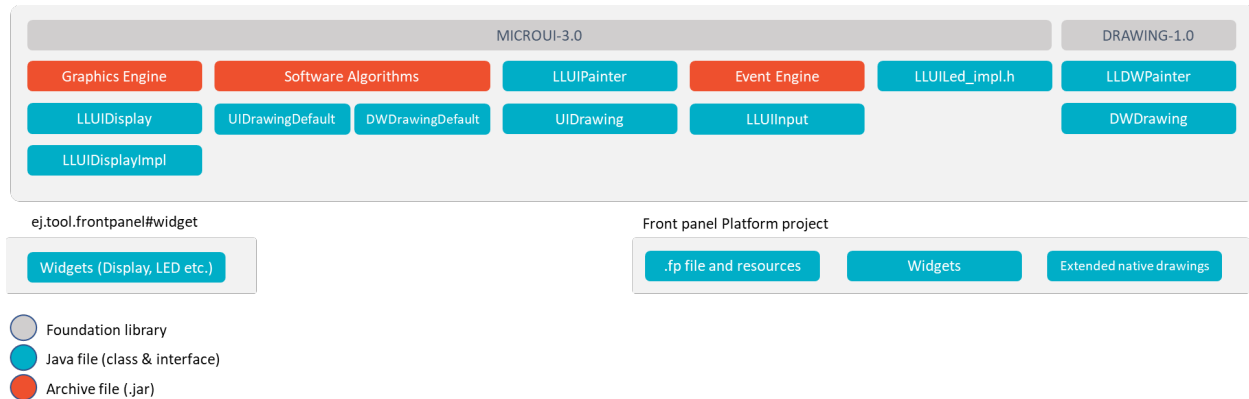 MICROUI-3.0
DRAWING-1.0
Graphics Engine
Software Algorithms
LLUIPainter
Event Engine
LLUILed_impl.h
LLDWPainter
LLUIDisplay
UIDrawingDefault
DWDrawingDefault
UIDrawing
LLUIInput
DWDrawing
LLUIDisplayImpl
ej.tool.frontpanel#widget
Front panel Platform project
Widgets (Display, LED etc.)
.fp file and resources
Widgets
Extended native drawings
Foundation library
Java file (class & interface)
Archive file (.jar)